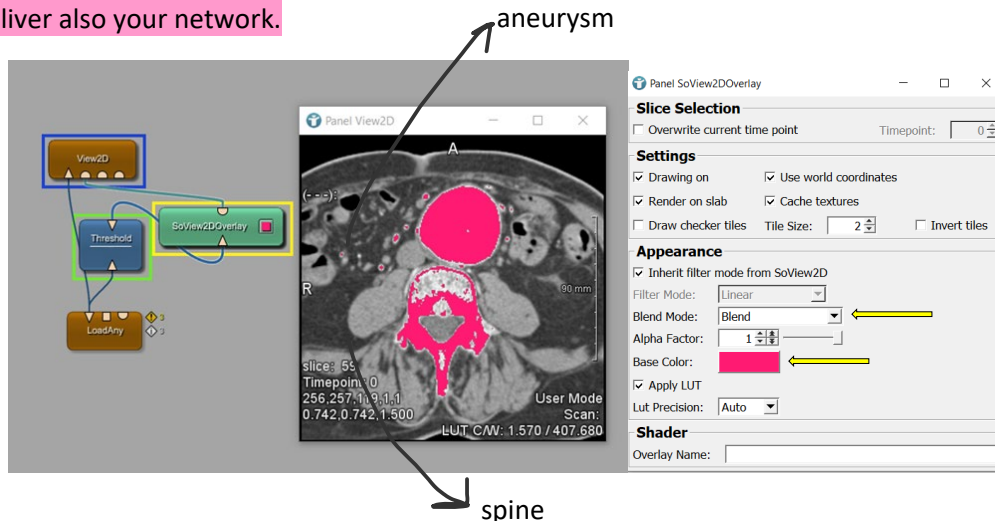 liver also your network.
aneurysm
View2D
SoView2DOverlay
Threshold
LoadAny
3
3
Panel View2D
A
(- - -):
R
90 mm
slice: 59
Timepoint: 0
256,257,119,1,1
0.742,0.742,1.500
User Mode
Scan:
LUT C/W: 1.570 / 407.680
spine
Panel SoView2DOverlay
Slice Selection
Overwrite current time point Timepoint: 0
Settings
Drawing on Use world coordinates
Render on slab Cache textures
Draw checker tiles Tile Size: 2 Invert tiles
Appearance
Inherit filter mode from SoView2D
Filter Mode: Linear
Blend Mode: Blend
Alpha Factor: 1
Base Color:
Apply LUT
Lut Precision: Auto
Shader
Overlay Name: